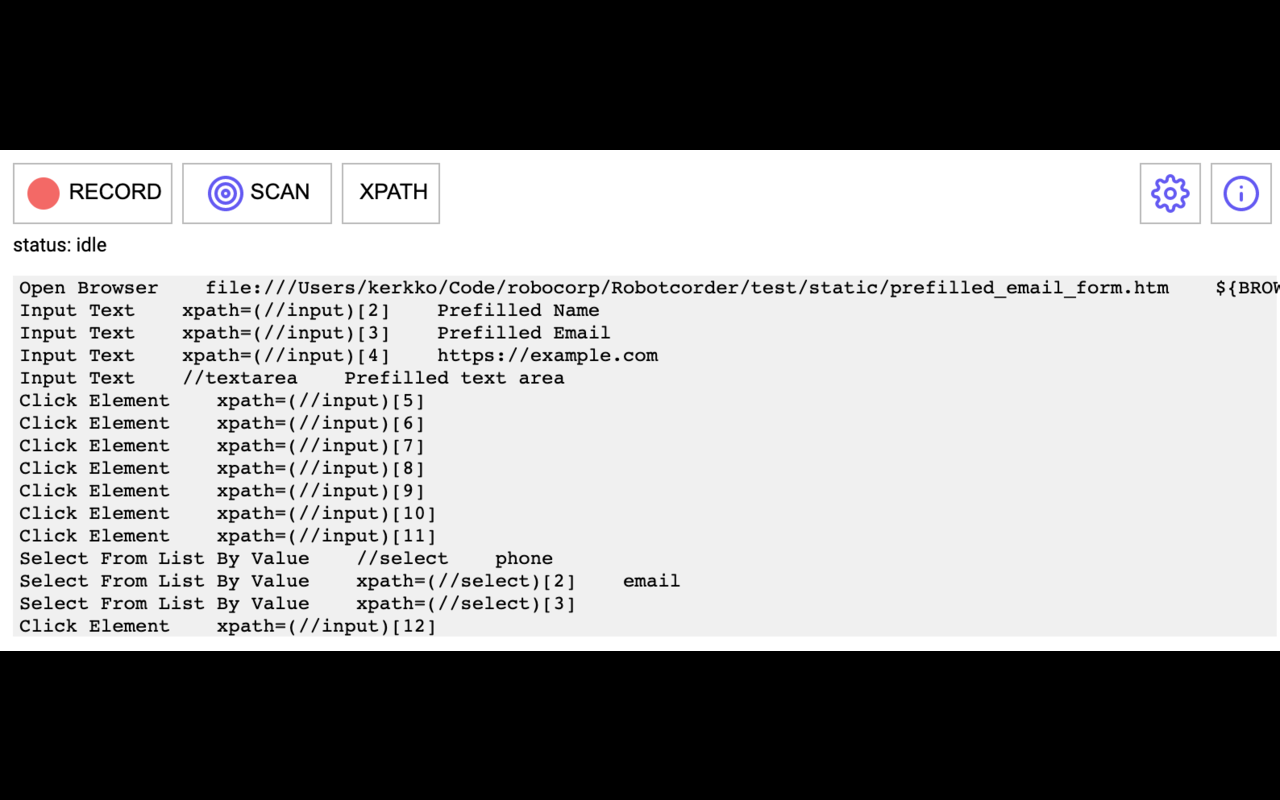 RECORD SCAN XPATH
status: idle
Open Browser    file:///Users/kerkko/Code/robocorp/Robotcorder/test/static/prefilled_email_form.htm    ${BROW
Input Text    xpath=(//input)[2]    Prefilled Name
Input Text    xpath=(//input)[3]    Prefilled Email
Input Text    xpath=(//input)[4]    https://example.com
Input Text    //textarea    Prefilled text area
Click Element    xpath=(//input)[5]
Click Element    xpath=(//input)[6]
Click Element    xpath=(//input)[7]
Click Element    xpath=(//input)[8]
Click Element    xpath=(//input)[9]
Click Element    xpath=(//input)[10]
Click Element    xpath=(//input)[11]
Select From List By Value    //select    phone
Select From List By Value    xpath=(//select)[2]    email
Select From List By Value    xpath=(//select)[3]
Click Element    xpath=(//input)[12]